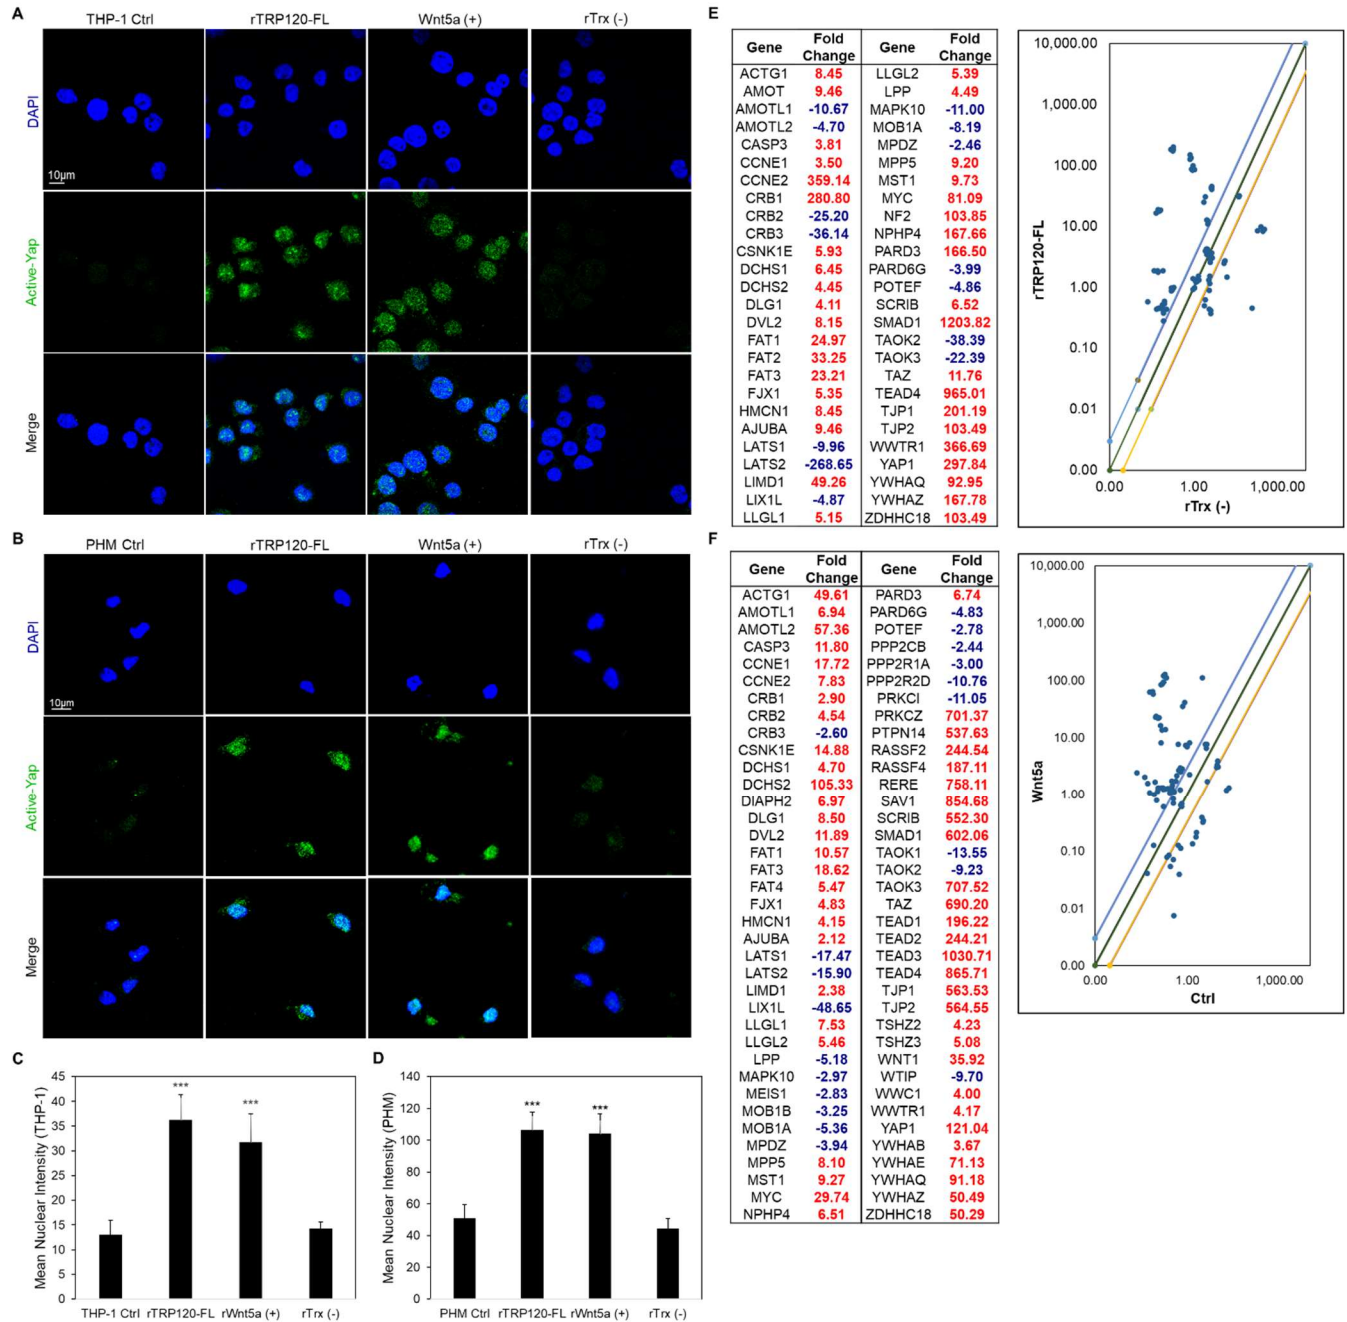 A
THP-1 Ctrl rTRP120-FL Wnt5a (+) rTrx (-)
DAPI
10µm
Active-Yap
Merge
B
PHM Ctrl rTRP120-FL Wnt5a (+) rTrx (-)
DAPI
10µm
Active-Yap
Merge
C
Mean Nuclear Intensity (THP-1)
45
40
35
30
25
20
15
10
5
0
*** ***
THP-1 Ctrl rTRP120-FL rWnt5a (+) rTrx (-)
D
Mean Nuclear Intensity (PHM)
140
120
100
80
60
40
20
0
*** ***
PHM Ctrl rTRP120-FL rWnt5a (+) rTrx (-)
E
Gene Fold Change Gene Fold Change
ACTG1 8.45 LLGL2 5.39
AMOT 9.46 LPP 4.49
AMOTL1 -10.67 MAPK10 -11.00
AMOTL2 -4.70 MOB1A -8.19
CASP3 3.81 MPDZ -2.46
CCNE1 3.50 MPP5 9.20
CCNE2 359.14 MST1 9.73
CRB1 280.80 MYC 81.09
CRB2 -25.20 NF2 103.85
CRB3 -36.14 NPHP4 167.66
CSNK1E 5.93 PARD3 166.50
DCHS1 6.45 PARD6G -3.99
DCHS2 4.45 POTEF -4.86
DLG1 4.11 SCRIB 6.52
DVL2 8.15 SMAD1 1203.82
FAT1 24.97 TAOK2 -38.39
FAT2 33.25 TAOK3 -22.39
FAT3 23.21 TAZ 11.76
FJX1 5.35 TEAD4 965.01
HMCN1 8.45 TJP1 201.19
AJUBA 9.46 TJP2 103.49
LATS1 -9.96 WWTR1 366.69
LATS2 -268.65 YAP1 297.84
LIMD1 49.26 YWHAQ 92.95
LIX1L -4.87 YWHAZ 167.78
LLGL1 5.15 ZDHHC18 103.49
rTRP120-FL
10,000.00
1,000.00
100.00
10.00
1.00
0.10
0.01
0.00
0.00 1.00 1,000.00
rTrx (-)
F
Gene Fold Change Gene Fold Change
ACTG1 49.61 PARD3 6.74
AMOTL1 6.94 PARD6G -4.83
AMOTL2 57.36 POTEF -2.78
CASP3 11.80 PPP2CB -2.44
CCNE1 17.72 PPP2R1A -3.00
CCNE2 7.83 PPP2R2D -10.76
CRB1 2.90 PRKCI -11.05
CRB2 4.54 PRKCZ 701.37
CRB3 -2.60 PTPN14 537.63
CSNK1E 14.88 RASSF2 244.54
DCHS1 4.70 RASSF4 187.11
DCHS2 105.33 RERE 758.11
DIAPH2 6.97 SAV1 854.68
DLG1 8.50 SCRIB 552.30
DVL2 11.89 SMAD1 602.06
FAT1 10.57 TAOK1 -13.55
FAT3 18.62 TAOK2 -9.23
FAT4 5.47 TAOK3 707.52
FJX1 4.83 TAZ 690.20
HMCN1 4.15 TEAD1 196.22
AJUBA 2.12 TEAD2 244.21
LATS1 -17.47 TEAD3 1030.71
LATS2 -15.90 TEAD4 865.71
LIMD1 2.38 TJP1 563.53
LIX1L -48.65 TJP2 564.55
LLGL1 7.53 TSHZ2 4.23
LLGL2 5.46 TSHZ3 5.08
LPP -5.18 WNT1 35.92
MAPK10 -2.97 WTIP -9.70
MEIS1 -2.83 WWC1 4.00
MOB1B -3.25 WWTR1 4.17
MOB1A -5.36 YAP1 121.04
MPDZ -3.94 YWHAB 3.67
MPP5 8.10 YWHAE 71.13
MST1 9.27 YWHAQ 91.18
MYC 29.74 YWHAZ 50.49
NPHP4 6.51 ZDHHC18 50.29
Wnt5a
10,000.00
1,000.00
100.00
10.00
1.00
0.10
0.01
0.00
0.00 1.00 1,000.00
Ctrl